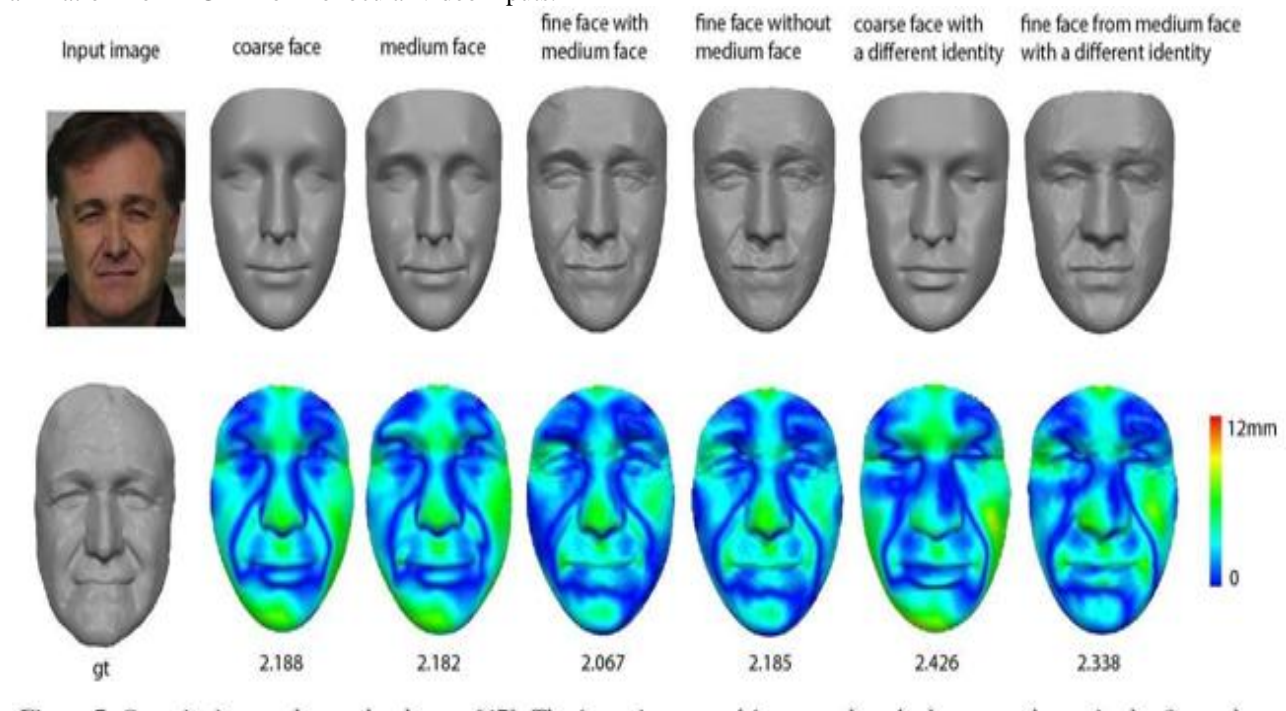 Input image
coarse face
medium face
fine face with
medium face
fine face without
medium face
coarse face with
a different identity
fine face from medium face
with a different identity
12mm
0
gt
2.188
2.182
2.067
2.185
2.426
2.338